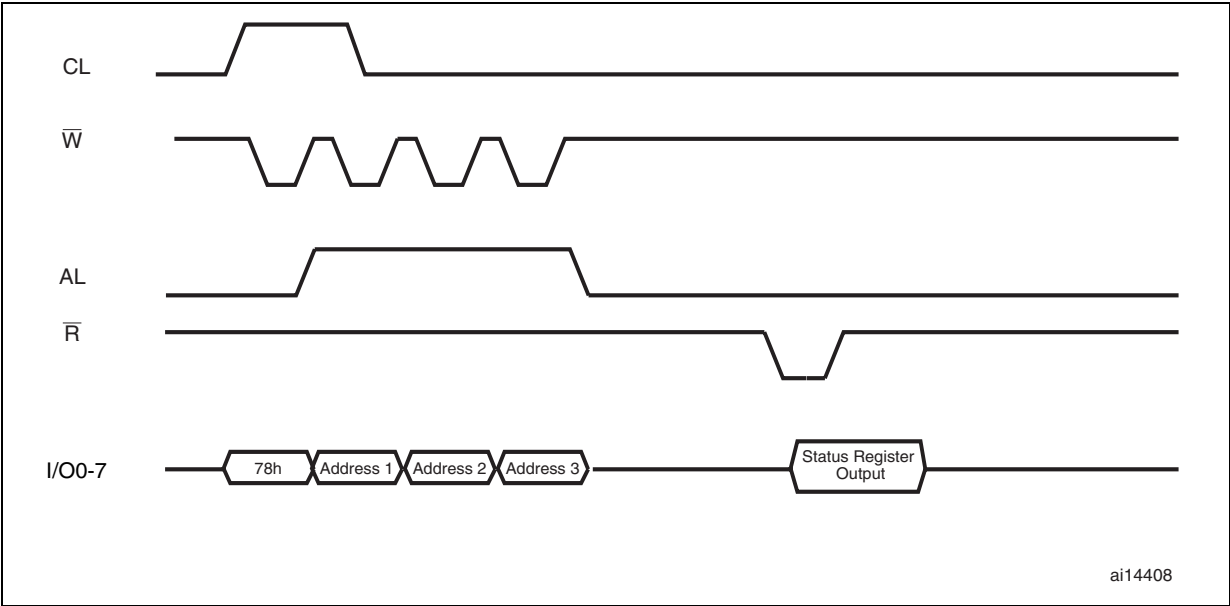 CL
W̅
AL
R̅
I/O0-7
78h
Address 1
Address 2
Address 3
Status Register
Output
ai14408